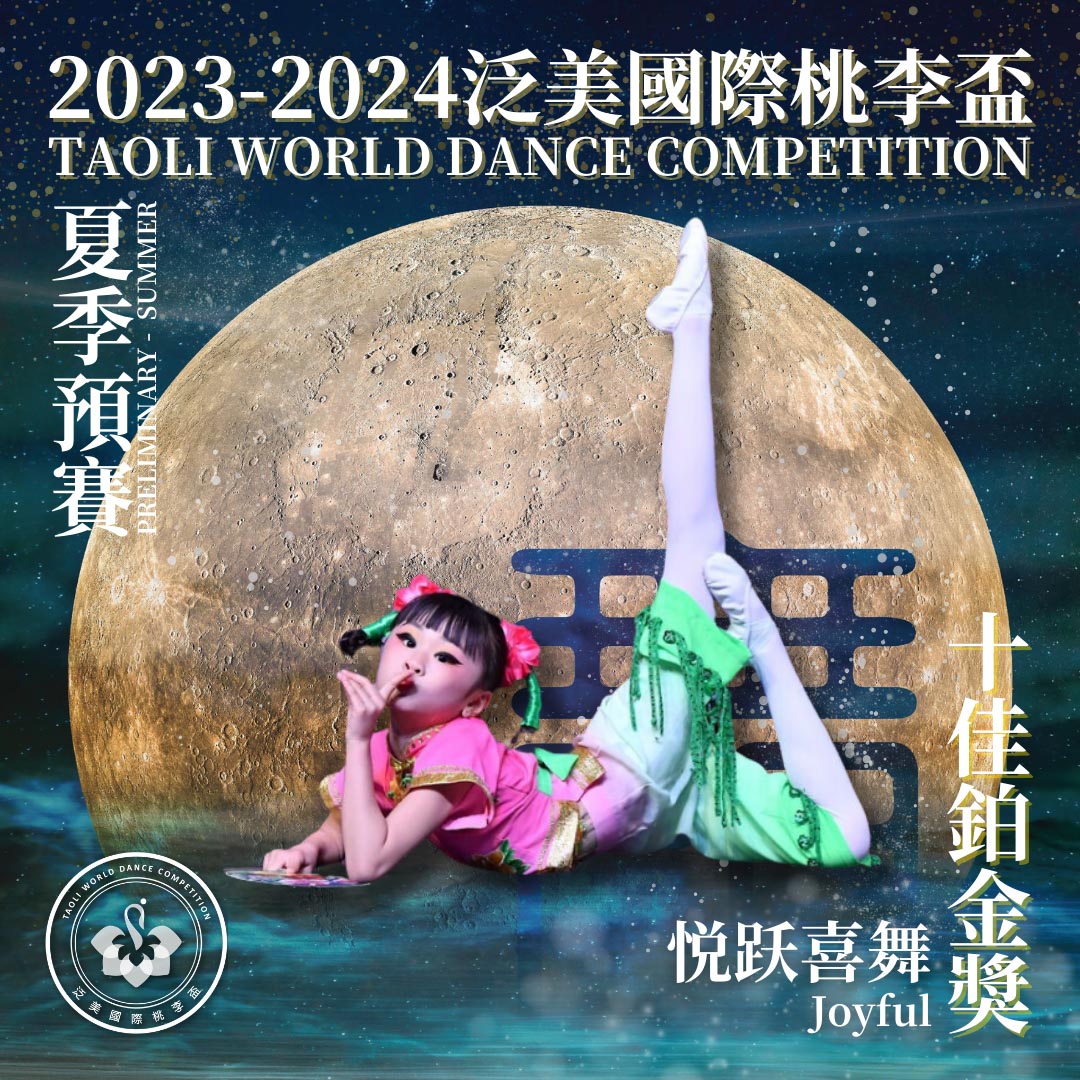 2023-2024泛美國際桃李盃
TAOLI WORLD DANCE COMPETITION
夏季預賽
PRELIMINARY - SUMMER
十佳鉑金獎
悦跃喜舞
Joyful
TAOLI WORLD DANCE COMPETITION
泛美國際桃李盃